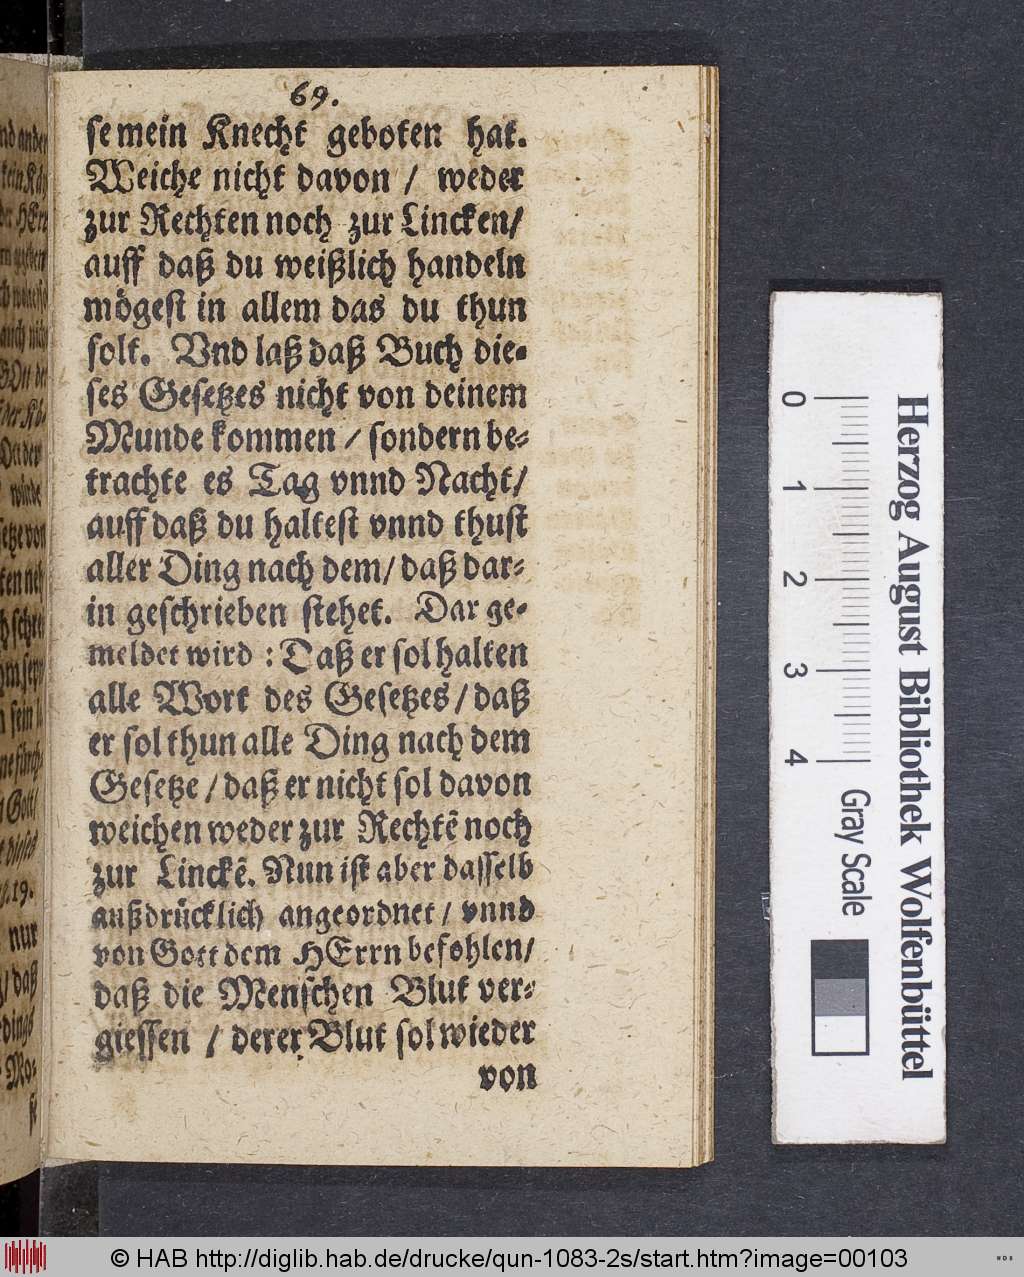 69.
se mein Knecht geboten hat.
Weiche nicht davon / weder
zur Rechten noch zur Lincken/
auff daß du weißlich handeln
mögest in allem das du thun
solt. Vnd laß daß Buch die-
ses Gesetzes nicht von deinem
Munde kommen / sondern be-
trachte es Tag vnnd Nacht/
auff daß du haltest vnnd thust
aller Ding nach dem/ daß dar-
in geschrieben stehet. Dar ge-
meldet wird : Daß er sol halten
alle Wort des Gesetzes / daß
er sol thun alle Ding nach dem
Gesetze / daß er nicht sol davon
weichen weder zur Rechtē noch
zur Linckē. Nun ist aber dasselb
außdrücklich angeordnet / vnnd
von Gott dem HErrn befohlen/
daß die Menschen Blut ver-
giessen / derer Blut sol wieder
von
0 1 2 3 4
Gray Scale
Herzog August Bibliothek Wolfenbüttel
© HAB http://diglib.hab.de/drucke/qun-1083-2s/start.htm?image=00103